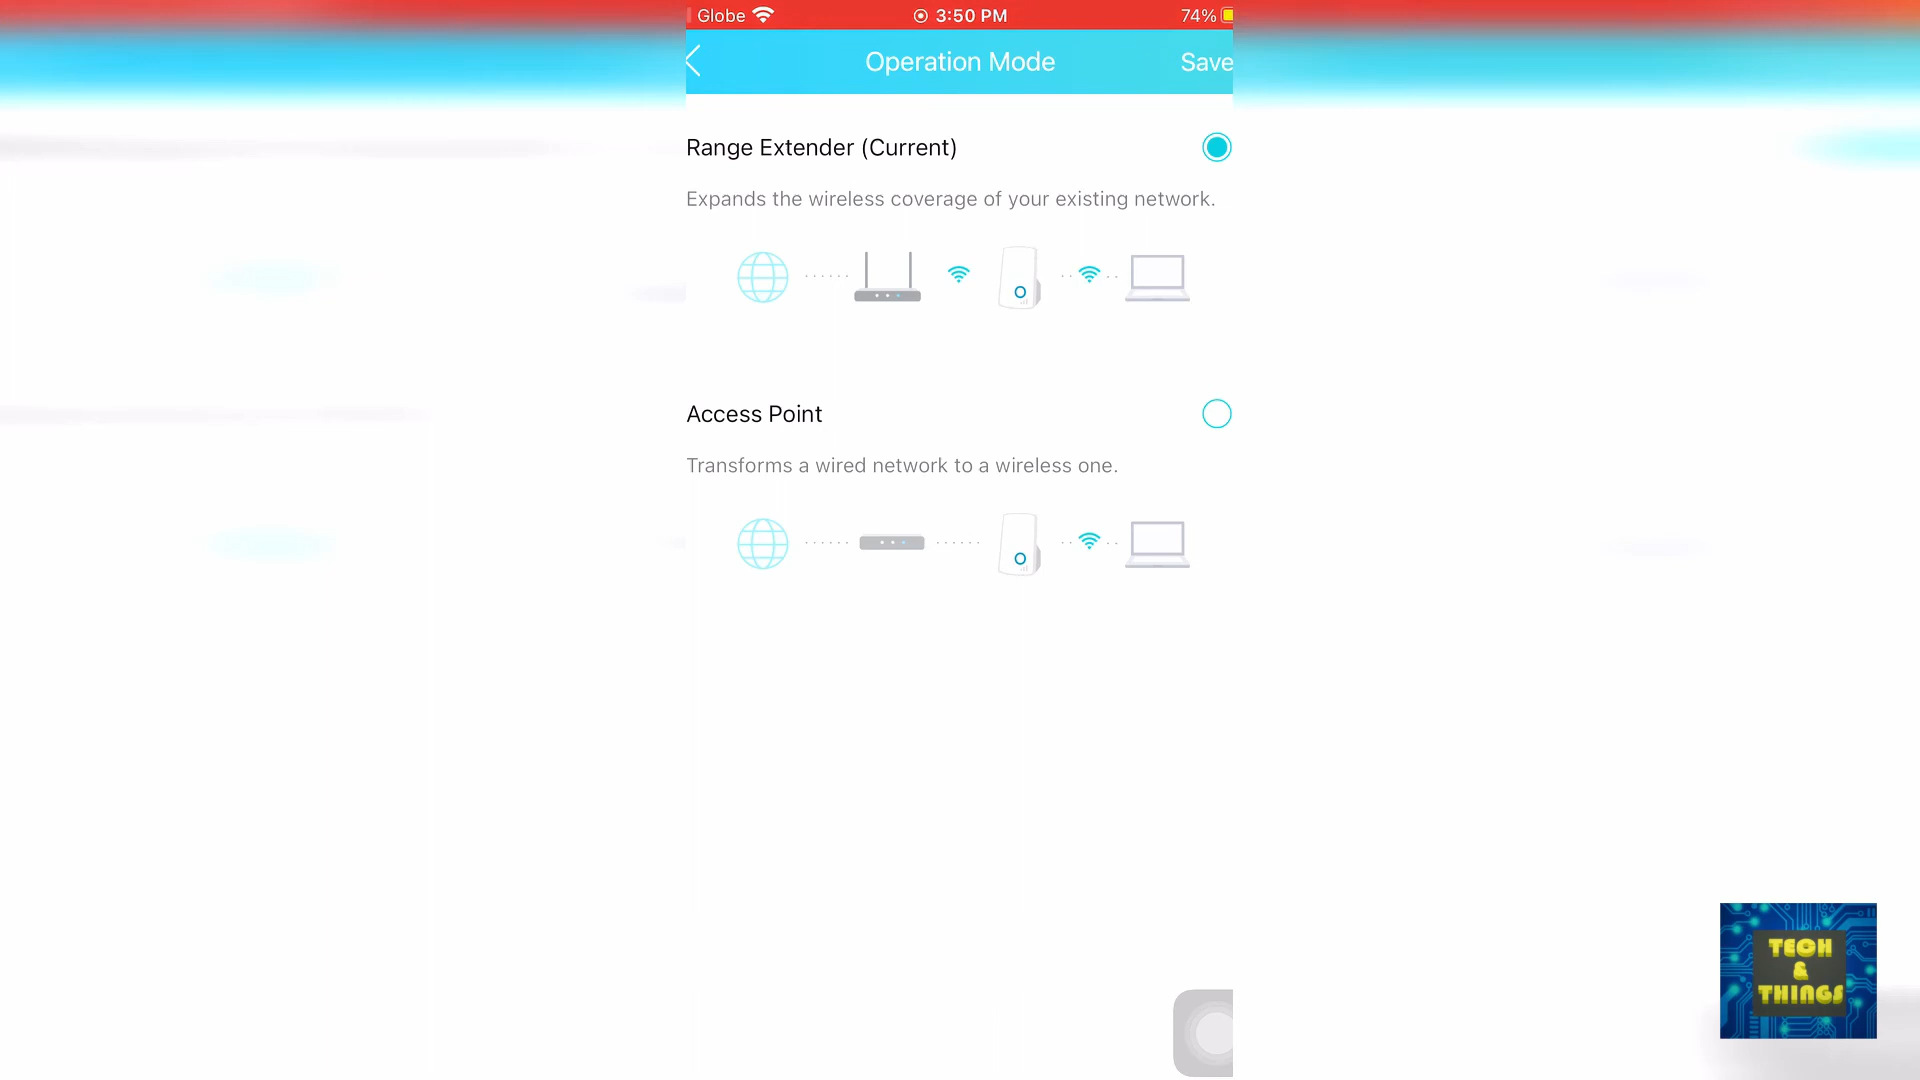 Globe 3:50 PM 74%
Operation Mode Save
Range Extender (Current)
Expands the wireless coverage of your existing network.
Access Point
Transforms a wired network to a wireless one.
TECH
&
THINGS